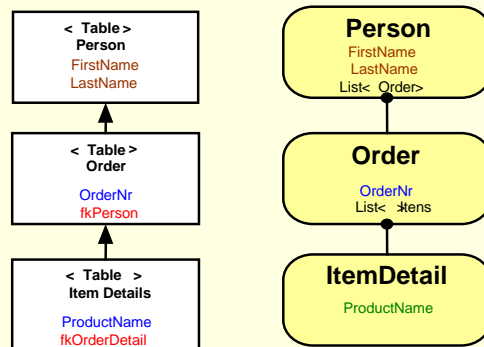 < Table >
Person
FirstName
LastName
< Table >
Order
OrderNr
fkPerson
< Table >
Item Details
ProductName
fkOrderDetail
Person
FirstName
LastName
List< Order>
Order
OrderNr
List< >Itens
ItemDetail
ProductName